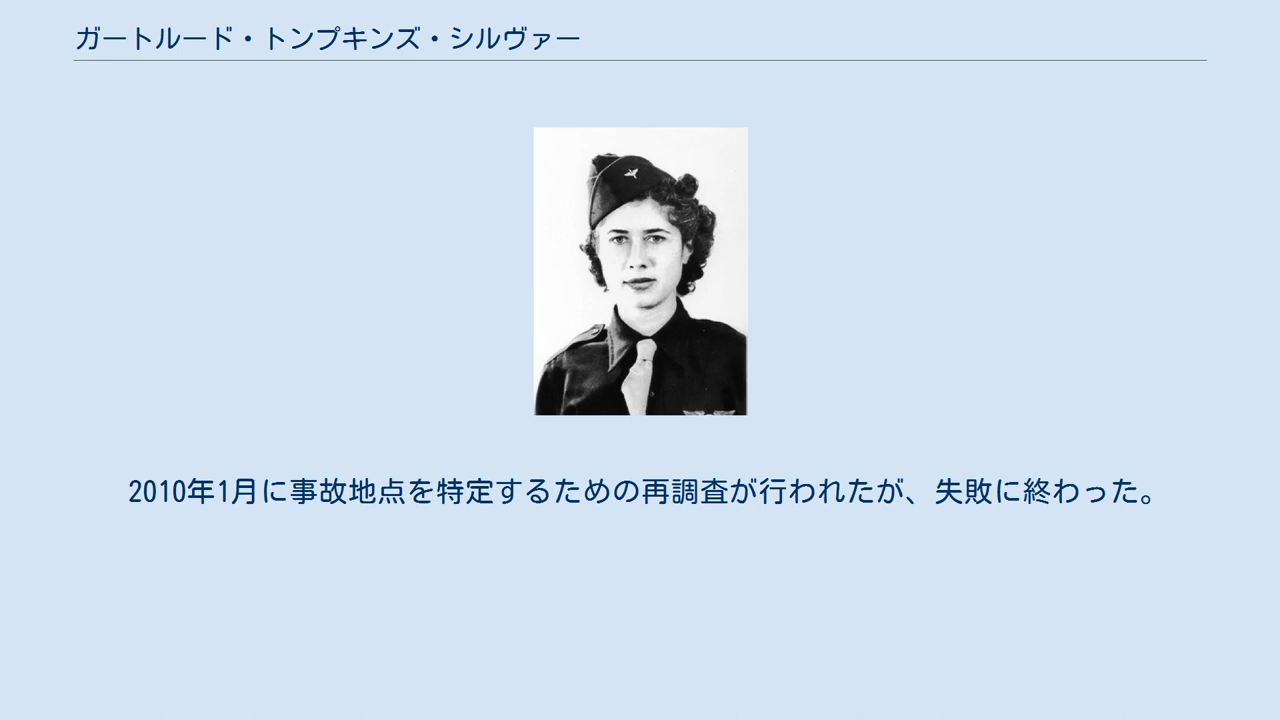 ガートルード・トンプキンズ・シルヴァー
2010年1月に事故地点を特定するための再調査が行われたが、失敗に終わった。